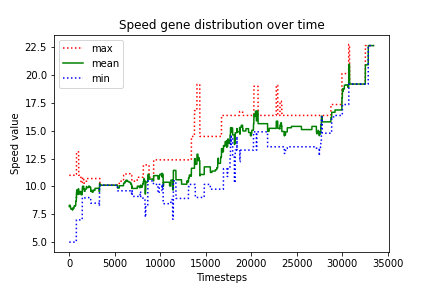 Speed gene distribution over time
max
mean
min
Speed value
22.5
20.0
17.5
15.0
12.5
10.0
7.5
5.0
0 5000 10000 15000 20000 25000 30000 35000
Timesteps